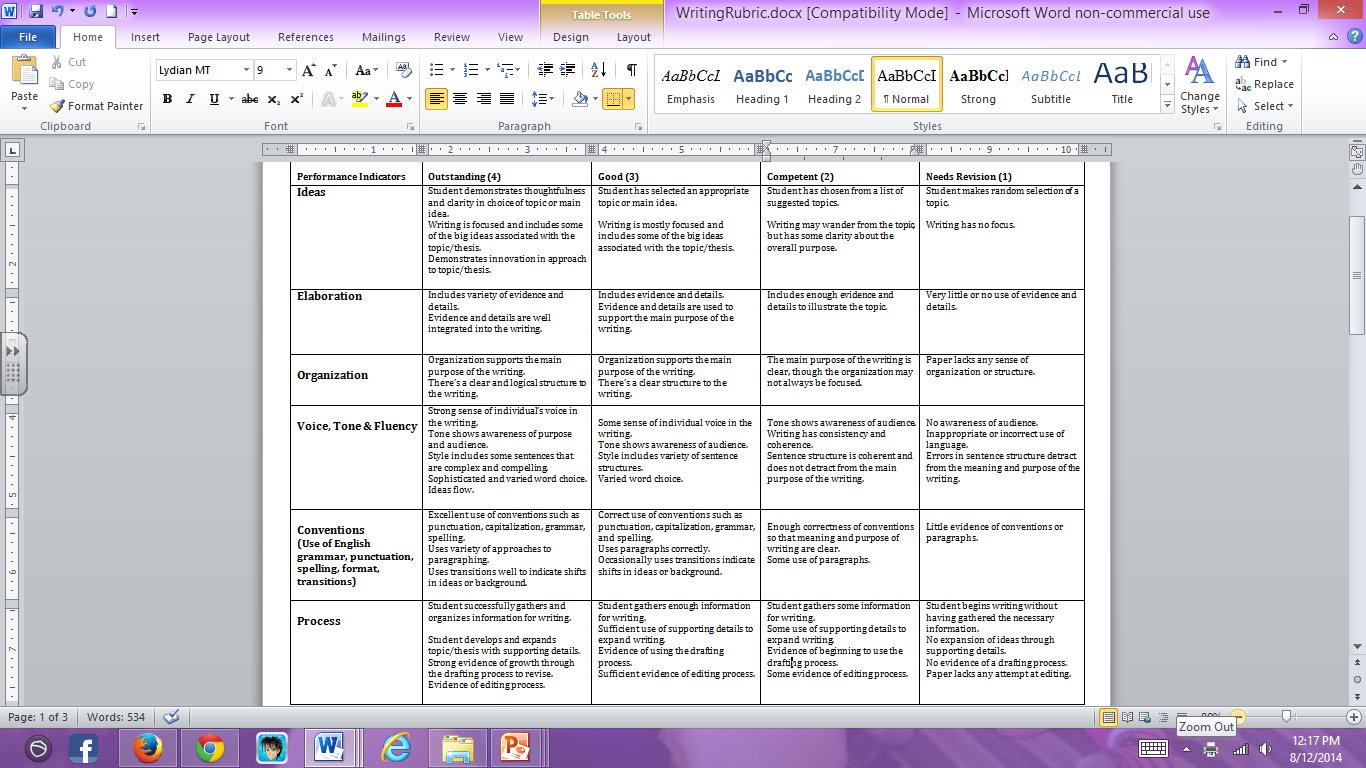 WritingRubric.docx [Compatibility Mode] - Microsoft Word non-commercial use
Table Tools
File Home Insert Page Layout References Mailings Review View Design Layout
Cut
Copy
Format Painter
Paste
Clipboard
Lydian MT 9
Font
Paragraph
AaBbCcI AaBbCc AaBbCcD AaBbCcI AaBbCcl AaBbCcL AaB
Emphasis Heading 1 Heading 2 ¶ Normal Strong Subtitle Title
Change
Styles
Styles
Find
Replace
Select
Editing
1 2 3 4 5 7 8 9 10
Performance Indicators
Outstanding (4)
Good (3)
Competent (2)
Needs Revision (1)
Ideas
Student demonstrates thoughtfulness
and clarity in choice of topic or main
idea.
Writing is focused and includes some
of the big ideas associated with the
topic/thesis.
Demonstrates innovation in approach
to topic/thesis.
Student has selected an appropriate
topic or main idea.
Writing is mostly focused and
includes some of the big ideas
associated with the topic/thesis.
Student has chosen from a list of
suggested topics.
Writing may wander from the topic,
but has some clarity about the
overall purpose.
Student makes random selection of a
topic.
Writing has no focus.
Elaboration
Includes variety of evidence and
details.
Evidence and details are well
integrated into the writing.
Includes evidence and details.
Evidence and details are used to
support the main purpose of the
writing.
Includes enough evidence and
details to illustrate the topic.
Very little or no use of evidence and
details.
Organization
Organization supports the main
purpose of the writing.
There's a clear and logical structure to
the writing.
Organization supports the main
purpose of the writing.
There's a clear structure to the
writing.
The main purpose of the writing is
clear, though the organization may
not always be focused.
Paper lacks any sense of
organization or structure.
Voice, Tone & Fluency
Strong sense of individual's voice in
the writing.
Tone shows awareness of purpose
and audience.
Style includes some sentences that
are complex and compelling.
Sophisticated and varied word choice.
Ideas flow.
Some sense of individual voice in the
writing.
Tone shows awareness of audience.
Style includes variety of sentence
structures.
Varied word choice.
Tone shows awareness of audience.
Writing has consistency and
coherence.
Sentence structure is coherent and
does not detract from the main
purpose of the writing.
No awareness of audience.
Inappropriate or incorrect use of
language.
Errors in sentence structure detract
from the meaning and purpose of the
writing.
Conventions
(Use of English
grammar, punctuation,
spelling, format,
transitions)
Excellent use of conventions such as
punctuation, capitalization, grammar,
spelling.
Uses variety of approaches to
paragraphing.
Uses transitions well to indicate shifts
in ideas or background.
Correct use of conventions such as
punctuation, capitalization, grammar,
and spelling.
Uses paragraphs correctly.
Occasionally uses transitions indicate
shifts in ideas or background.
Enough correctness of conventions
so that meaning and purpose of
writing are clear.
Some use of paragraphs.
Little evidence of conventions or
paragraphs.
Process
Student successfully gathers and
organizes information for writing.
Student develops and expands
topic/thesis with supporting details.
Strong evidence of growth through
the drafting process to revise.
Evidence of editing process.
Student gathers enough information
for writing.
Sufficient use of supporting details to
expand writing.
Evidence of using the drafting
process.
Sufficient evidence of editing process.
Student gathers some information
for writing.
Some use of supporting details to
expand writing.
Evidence of beginning to use the
drafting process.
Some evidence of editing process.
Student begins writing without
having gathered the necessary
information.
No expansion of ideas through
supporting details.
No evidence of a drafting process.
Paper lacks any attempt at editing.
Page: 1 of 3 Words: 534
Zoom Out
12:17 PM
8/12/2014